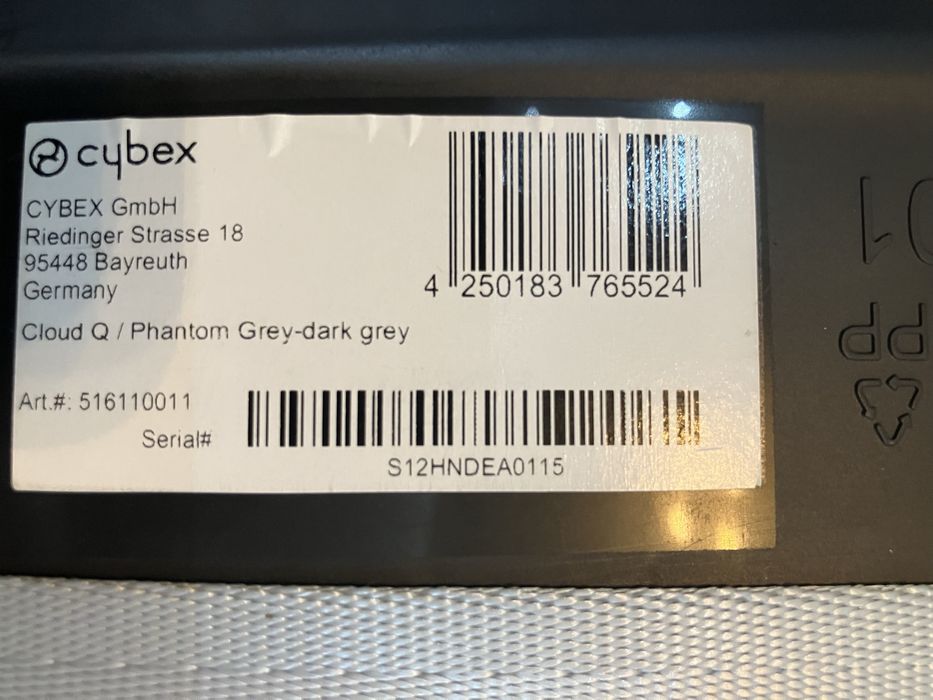 cybex
CYBEX GmbH
Riedinger Strasse 18
95448 Bayreuth
Germany
4 250183 765524
Cloud Q / Phantom Grey-dark grey
Art.#: 516110011
Serial#
S12HNDEA0115
01
PP